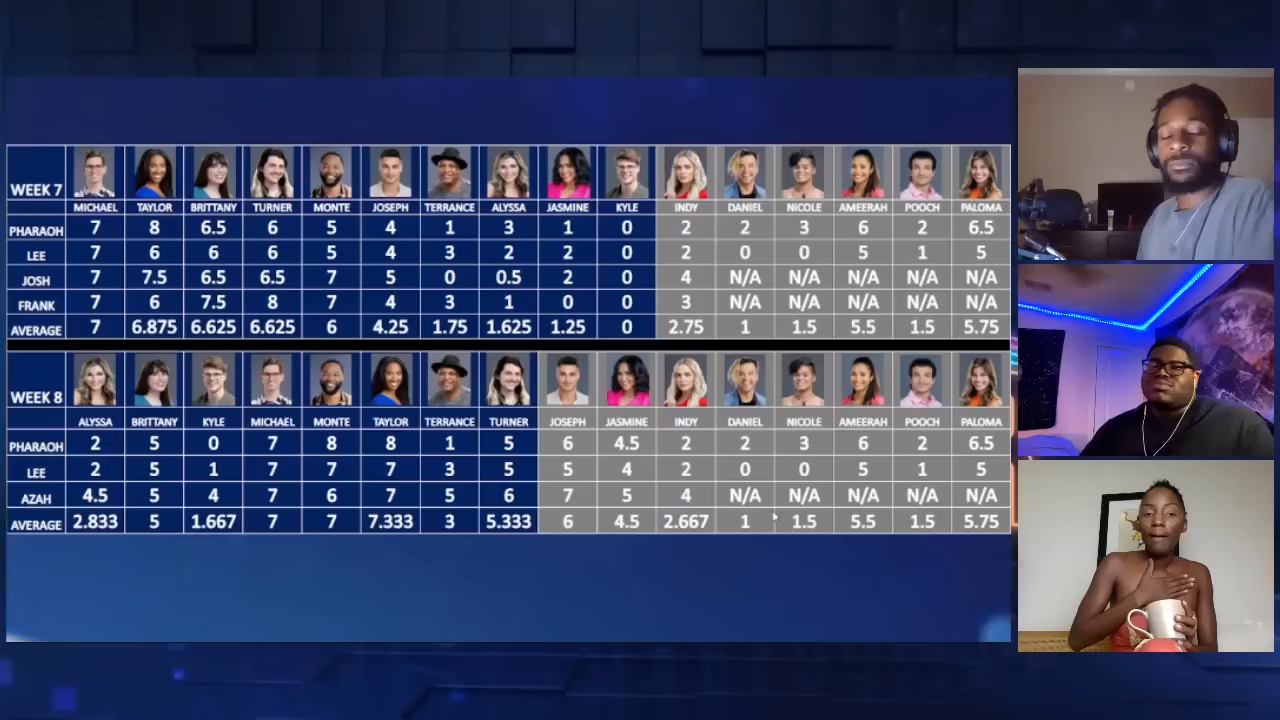 WEEK 7
MICHAEL TAYLOR BRITTANY TURNER MONTE JOSEPH TERRANCE ALYSSA JASMINE KYLE INDY DANIEL NICOLE AMEERAH POOCH PALOMA
PHARAOH 7 8 6.5 6 5 4 1 3 1 0 2 2 3 6 2 6.5
LEE 7 6 6 6 5 4 3 2 2 0 2 0 0 5 1 5
JOSH 7 7.5 6.5 6.5 7 5 0 0.5 2 0 4 N/A N/A N/A N/A N/A
FRANK 7 6 7.5 8 7 4 3 1 0 0 3 N/A N/A N/A N/A N/A
AVERAGE 7 6.875 6.625 6.625 6 4.25 1.75 1.625 1.25 0 2.75 1 1.5 5.5 1.5 5.75
WEEK 8
ALYSSA BRITTANY KYLE MICHAEL MONTE TAYLOR TERRANCE TURNER JOSEPH JASMINE INDY DANIEL NICOLE AMEERAH POOCH PALOMA
PHARAOH 2 5 0 7 8 8 1 5 6 4.5 2 2 3 6 2 6.5
LEE 2 5 1 7 7 7 3 5 5 4 2 0 0 5 1 5
AZAH 4.5 5 4 7 6 7 5 6 7 5 4 N/A N/A N/A N/A N/A
AVERAGE 2.833 5 1.667 7 7 7.333 3 5.333 6 4.5 2.667 1 1.5 5.5 1.5 5.75